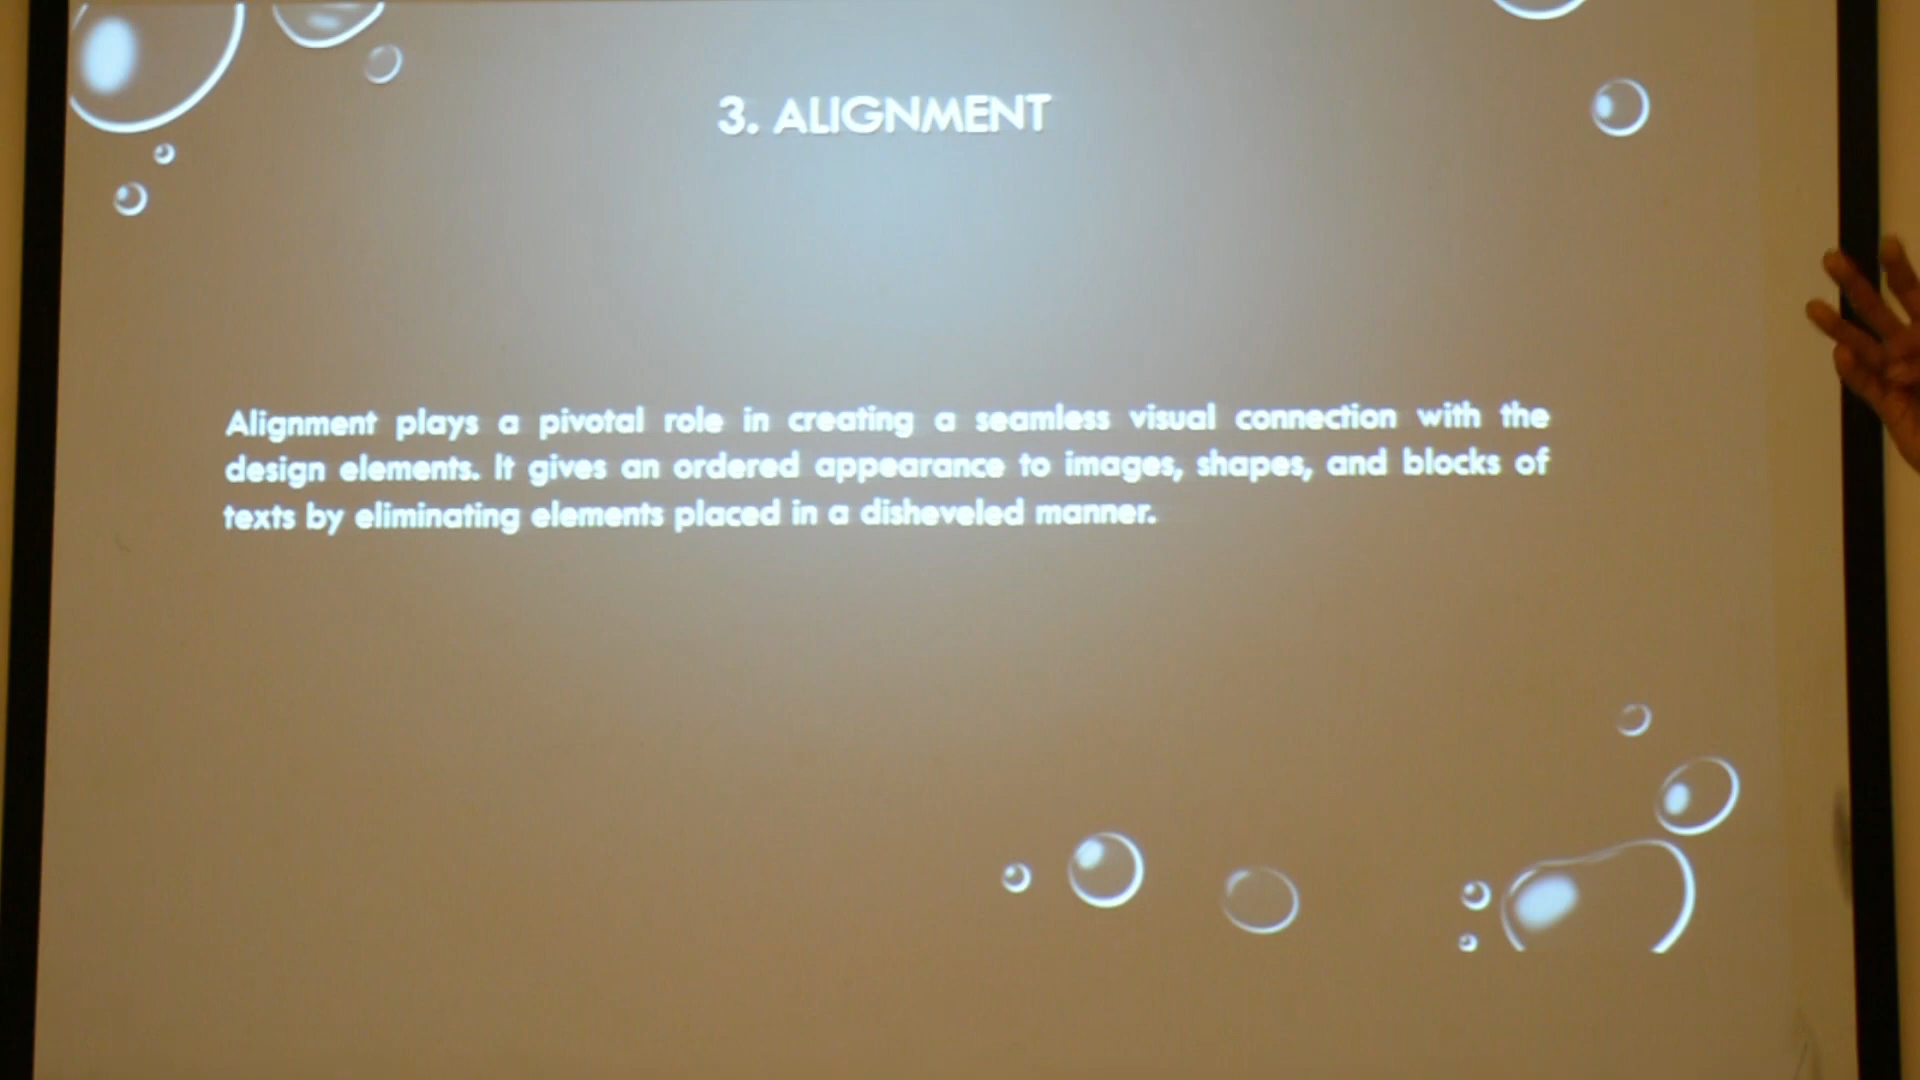 3. ALIGNMENT
Alignment plays a pivotal role in creating a seamless visual connection with the
design elements. It gives an ordered appearance to images, shapes, and blocks of
texts by eliminating elements placed in a disheveled manner.